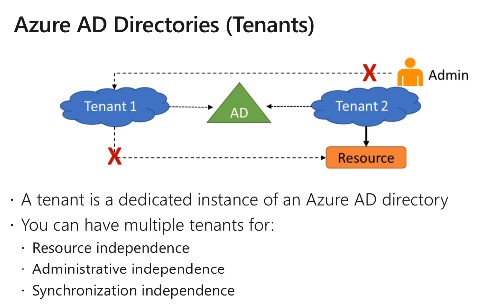 Azure AD Directories (Tenants)
X
Admin
Tenant 1
AD
Tenant 2
X
Resource
· A tenant is a dedicated instance of an Azure AD directory
· You can have multiple tenants for:
· Resource independence
· Administrative independence
· Synchronization independence